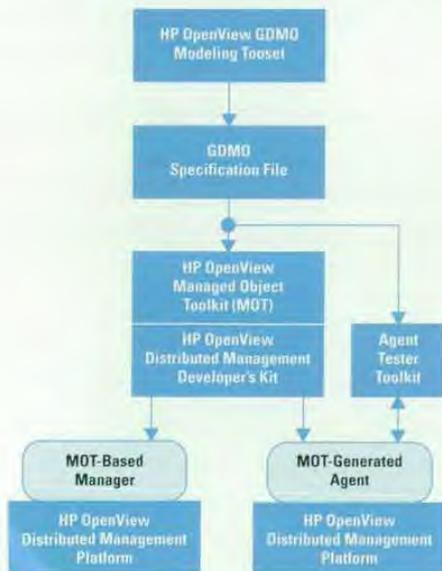 HP OpenView GDMO
Modeling Tooset
GDMO
Specification File
HP OpenView
Managed Object
Toolkit (MOT)
HP OpenView
Distributed Management
Developer's Kit
Agent
Tester
Toolkit
MOT-Based
Manager
MOT-Generated
Agent
HP OpenView
Distributed Management
Platform
HP OpenView
Distributed Management
Platform